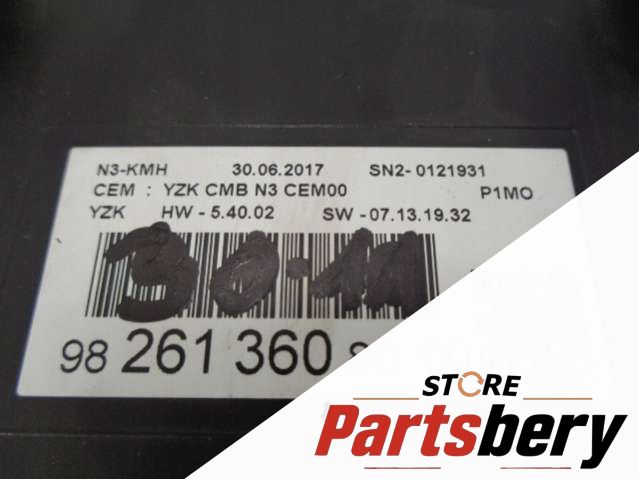 N3-KMH 30.06.2017 SN2- 0121931
CEM : YZK CMB N3 CEM00 P1MO
YZK HW - 5.40.02 SW - 07.13.19.32
30-11
98 261 360
STORE
Partsbery